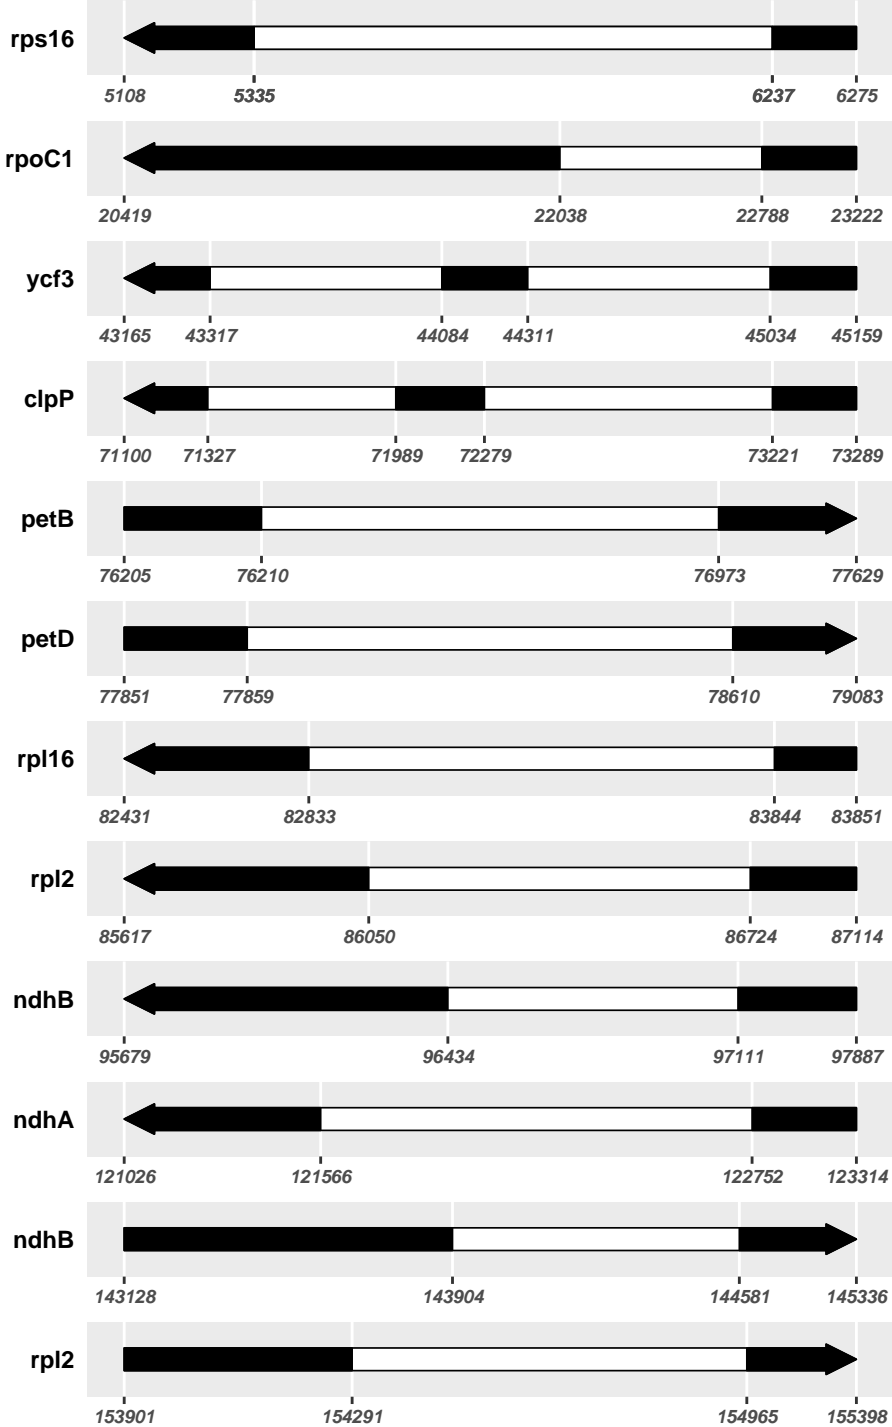 rps16
5108 5335 6237 6275
rpoC1
20419 22038 22788 23222
ycf3
43165 43317 44084 44311 45034 45159
clpP
71100 71327 71989 72279 73221 73289
petB
76205 76210 76973 77629
petD
77851 77859 78610 79083
rpl16
82431 82833 83844 83851
rpl2
85617 86050 86724 87114
ndhB
95679 96434 97111 97887
ndhA
121026 121566 122752 123314
ndhB
143128 143904 144581 145336
rpl2
153901 154291 154965 155398